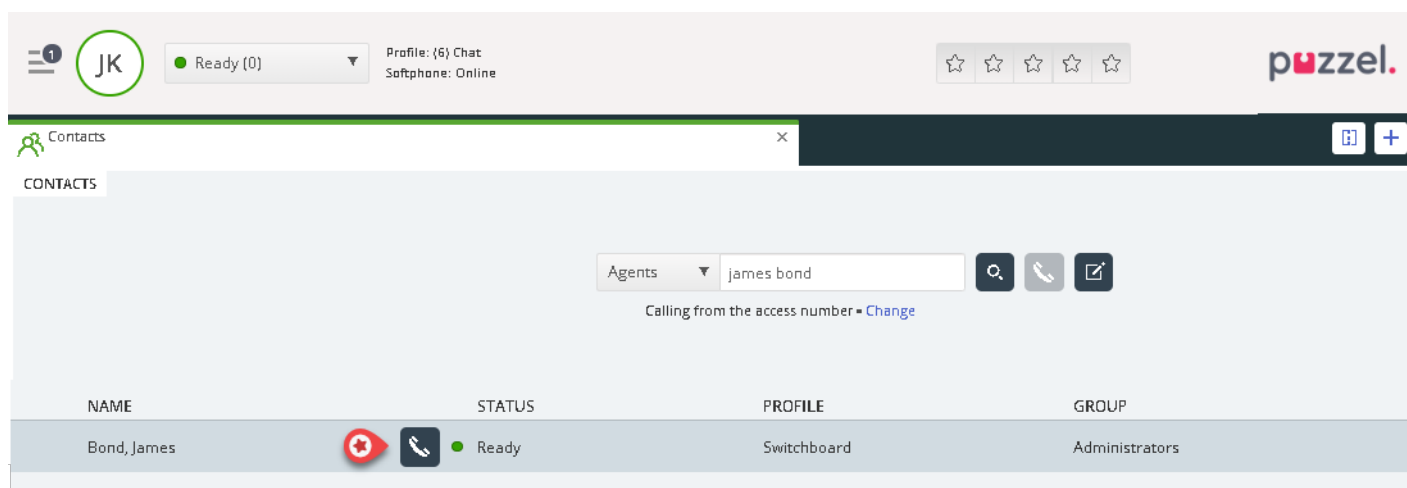 1
JK
Ready (0)
Profile: (6) Chat
Softphone: Online
puzzel.
Contacts
CONTACTS
Agents
james bond
Calling from the access number - Change
NAME STATUS PROFILE GROUP
Bond, James Ready Switchboard Administrators